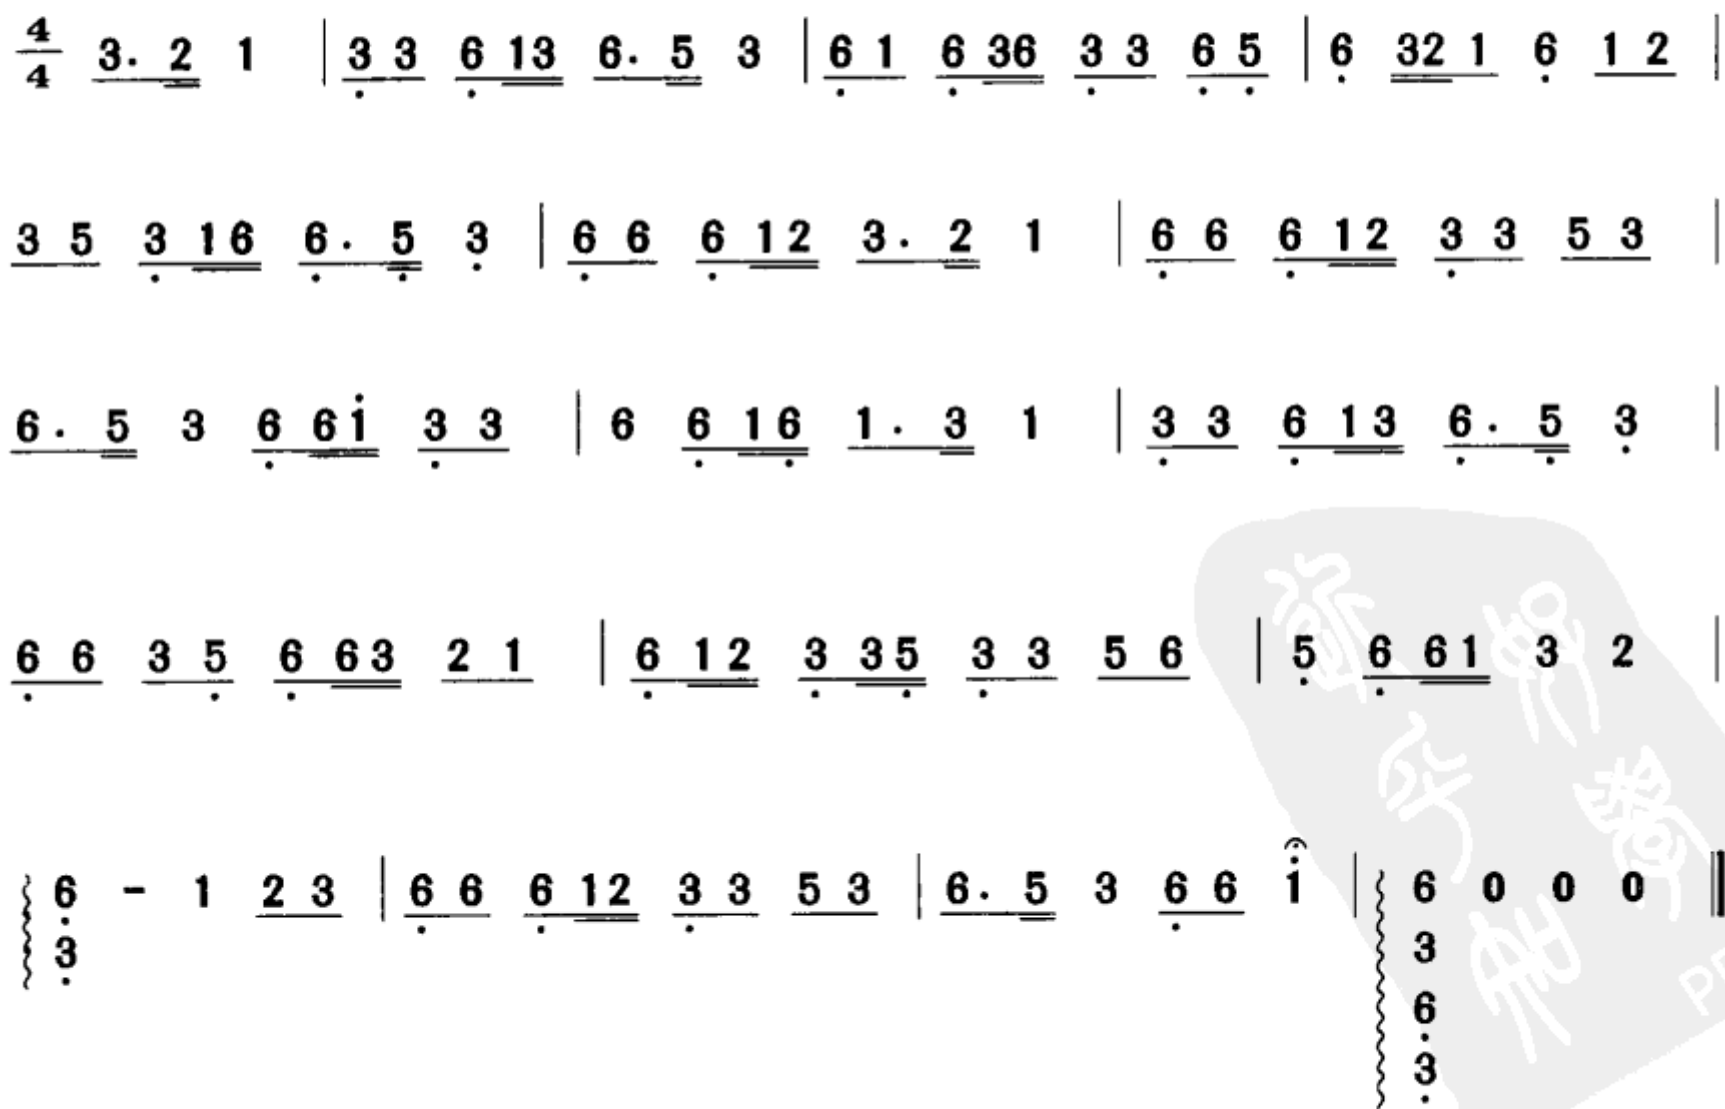 4/4 3. 2 1 | 3̣ 3 6̣ 13 6. 5 3 | 6̣ 1 6̣ 36 3̣ 3 6̣ 5̣ | 6̣ 32 1 6̣ 1 2 |
3 5 3̣ 16 6̣. 5̣ 3̣ | 6̣ 6 6̣ 12 3. 2 1 | 6̣ 6 6̣ 12 3̣ 3 5 3 |
6. 5 3 6̣ 6i̇ 3̣ 3 | 6 6̣ 16̣ 1. 3 1 | 3̣ 3 6̣ 13 6̣. 5̣ 3̣ |
6̣ 6 3 5̣ 6̣ 63 2 1 | 6̣ 12 3̣ 35̣ 3̣ 3 5 6 | 5̣ 6̣ 61 3 2 |
6̣ - 1 2 3 | 6̣ 6 6̣ 12 3̣ 3 5 3 | 6. 5 3 6̣ 6 1̇ | 6 0 0 0 ‖
3̣ 3
6̣
3̣